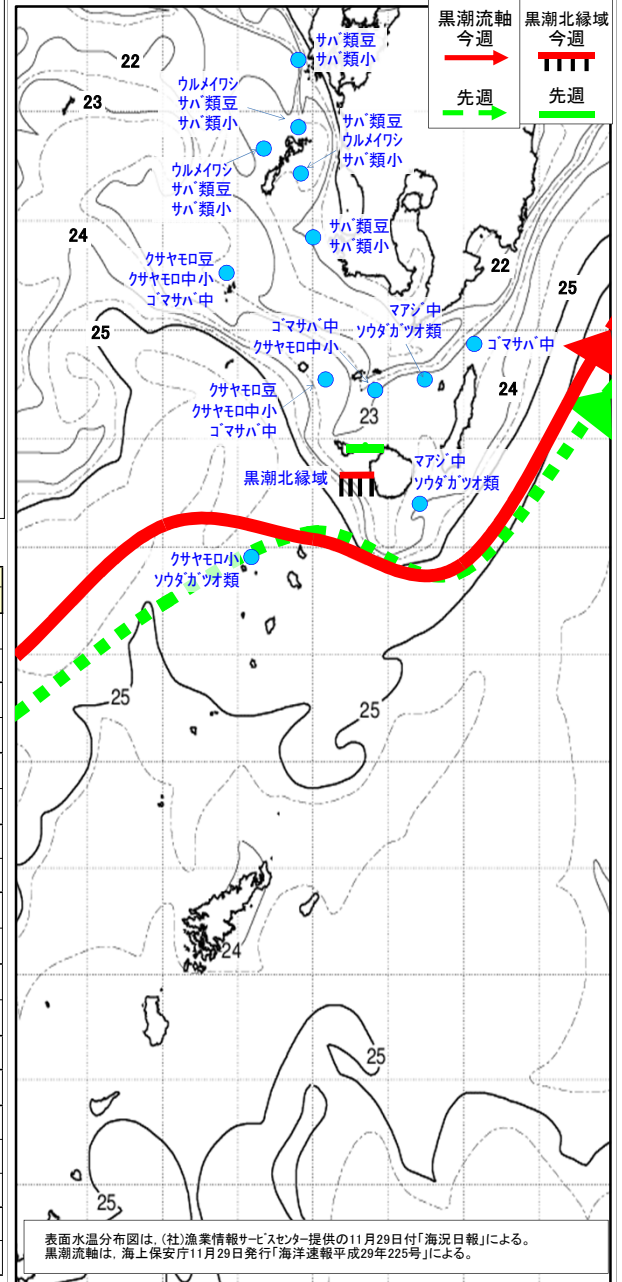 黒潮流軸
今週
先週
黒潮北縁域
今週
先週
22
サバ類豆
サバ類小
23
ウルメイワシ
サバ類豆
サバ類小
サバ類豆
ウルメイワシ
サバ類小
ウルメイワシ
サバ類豆
サバ類小
サバ類豆
サバ類小
24
クサヤモロ豆
クサヤモロ中小
ゴマサバ中
22
25
25
マアジ中
ソウダガツオ類
ゴマサバ中
クサヤモロ中小
ゴマサバ中
クサヤモロ豆
クサヤモロ中小
ゴマサバ中
24
23
黒潮北縁域
マアジ中
ソウダガツオ類
クサヤモロ小
ソウダガツオ類
25
25
24
25
25
表面水温分布図は、(社)漁業情報サービスセンター提供の11月29日付「海況日報」による。
黒潮流軸は、海上保安庁11月29日発行「海洋速報平成29年225号」による。